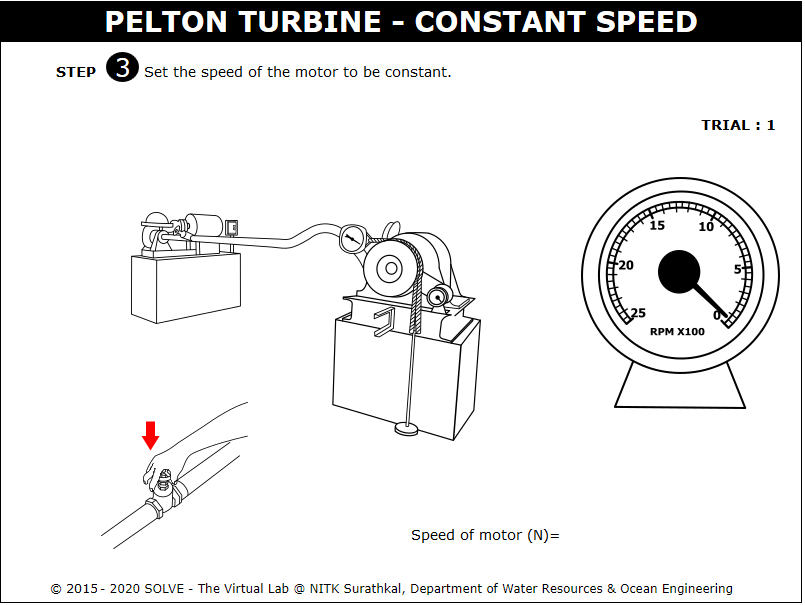 PELTON TURBINE - CONSTANT SPEED
STEP 3 Set the speed of the motor to be constant.
TRIAL : 1
15 10
20 5
25 0
RPM X100
Speed of motor (N)=
© 2015 - 2020 SOLVE - The Virtual Lab @ NITK Surathkal, Department of Water Resources & Ocean Engineering